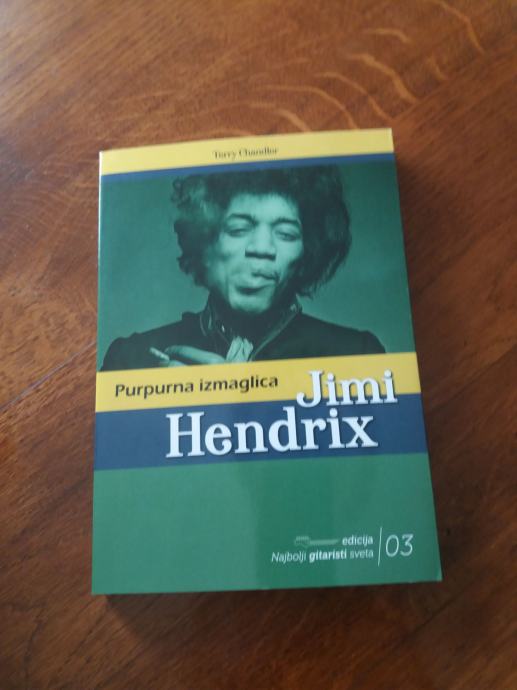 Terry Chandler
Purpurna izmaglica
Jimi
Hendrix
edicija
Najbolji gitaristi sveta
03